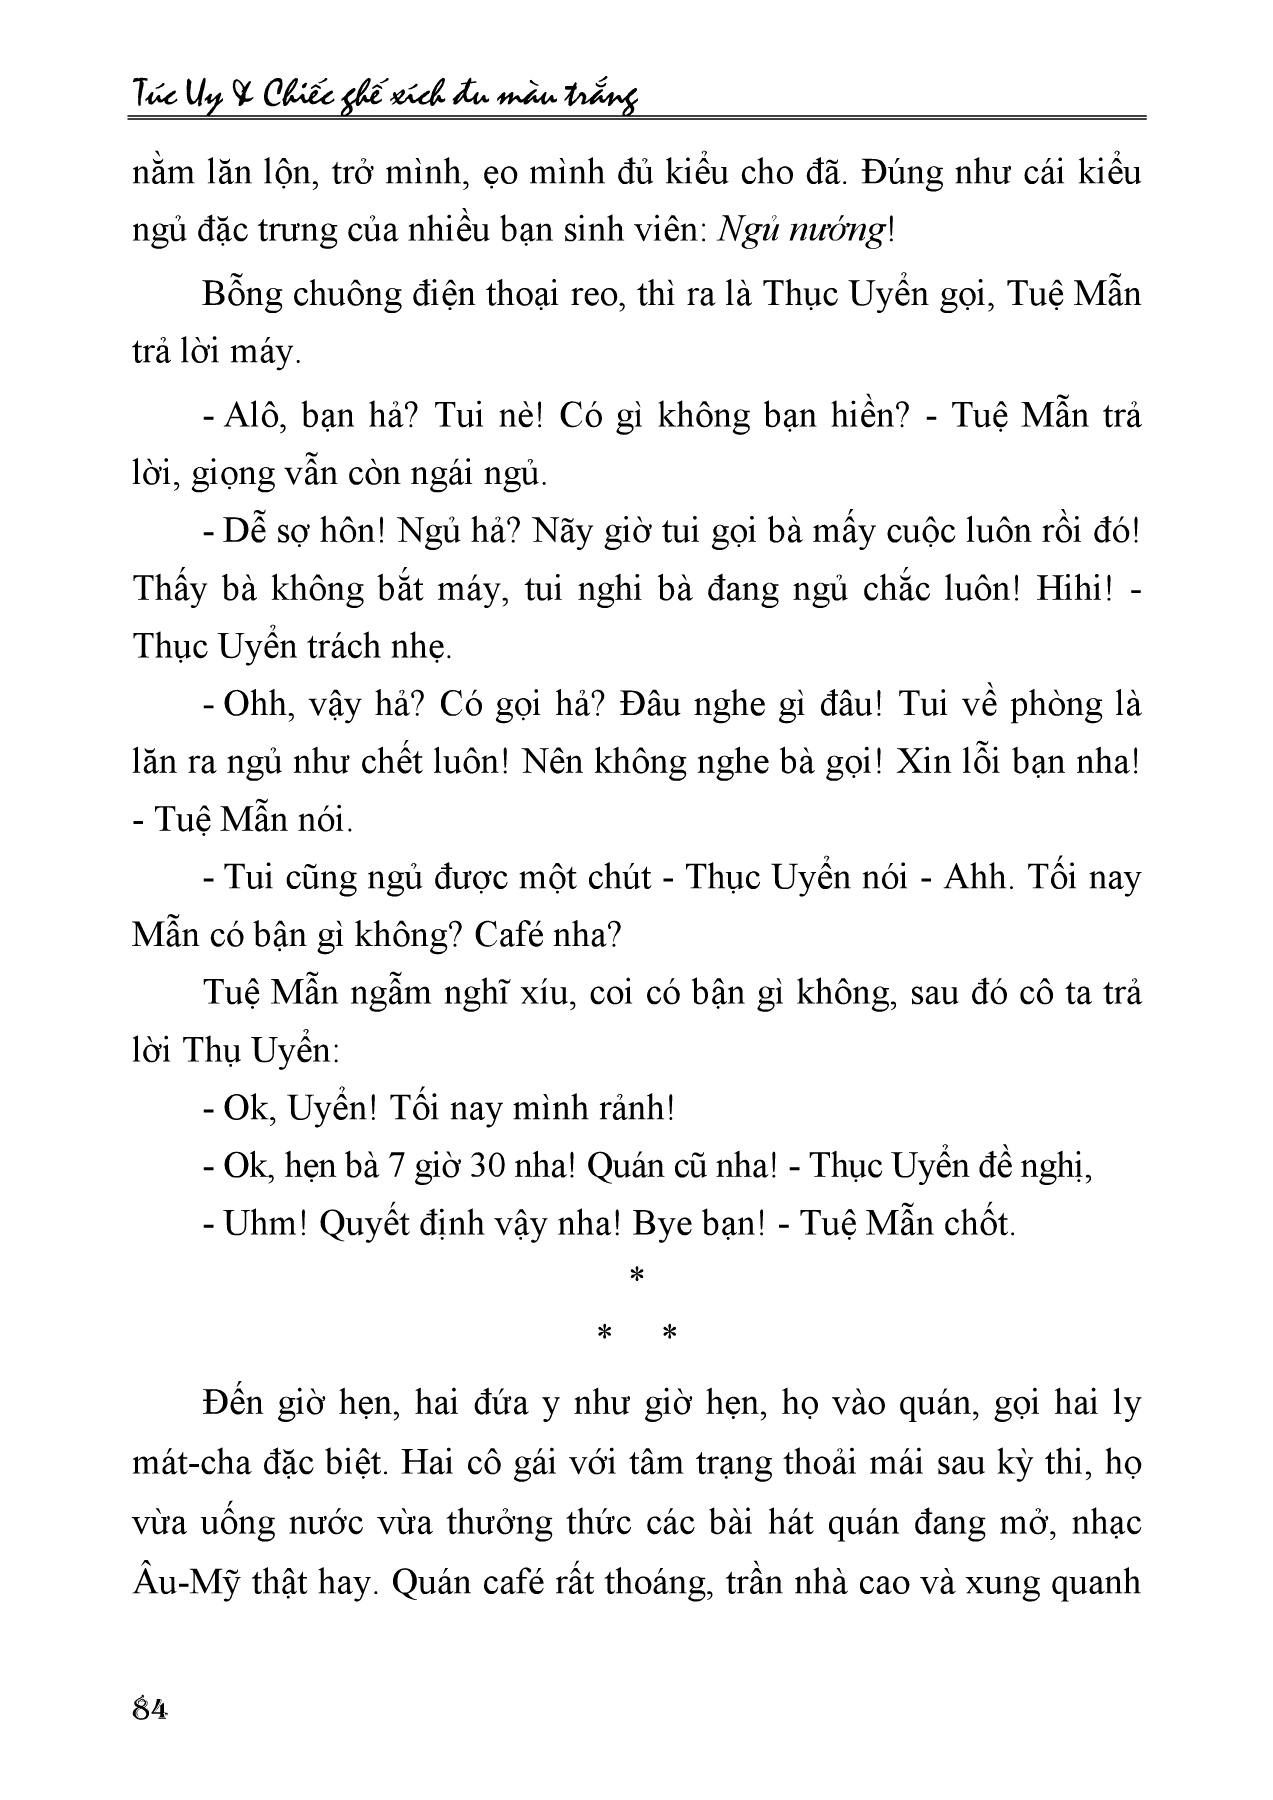 Túc Uy & Chiếc ghế xích đu màu trắng
nằm lăn lộn, trở mình, ẹo mình đủ kiểu cho đã. Đúng như cái kiểu
ngủ đặc trưng của nhiều bạn sinh viên: Ngủ nướng!
Bỗng chuông điện thoại reo, thì ra là Thục Uyển gọi, Tuệ Mẫn
trả lời máy.
- Alô, bạn hả? Tui nè! Có gì không bạn hiền? - Tuệ Mẫn trả
lời, giọng vẫn còn ngái ngủ.
- Dễ sợ hôn! Ngủ hả? Nãy giờ tui gọi bà mấy cuộc luôn rồi đó!
Thấy bà không bắt máy, tui nghi bà đang ngủ chắc luôn! Hihi! -
Thục Uyển trách nhẹ.
- Ohh, vậy hả? Có gọi hả? Đâu nghe gì đâu! Tui về phòng là
lăn ra ngủ như chết luôn! Nên không nghe bà gọi! Xin lỗi bạn nha!
- Tuệ Mẫn nói.
- Tui cũng ngủ được một chút - Thục Uyển nói - Ahh. Tối nay
Mẫn có bận gì không? Café nha?
Tuệ Mẫn ngẫm nghĩ xíu, coi có bận gì không, sau đó cô ta trả
lời Thụ Uyển:
- Ok, Uyển! Tối nay mình rảnh!
- Ok, hẹn bà 7 giờ 30 nha! Quán cũ nha! - Thục Uyển đề nghị,
- Uhm! Quyết định vậy nha! Bye bạn! - Tuệ Mẫn chốt.
*
* *
Đến giờ hẹn, hai đứa y như giờ hẹn, họ vào quán, gọi hai ly
mát-cha đặc biệt. Hai cô gái với tâm trạng thoải mái sau kỳ thi, họ
vừa uống nước vừa thưởng thức các bài hát quán đang mở, nhạc
Âu-Mỹ thật hay. Quán café rất thoáng, trần nhà cao và xung quanh
84